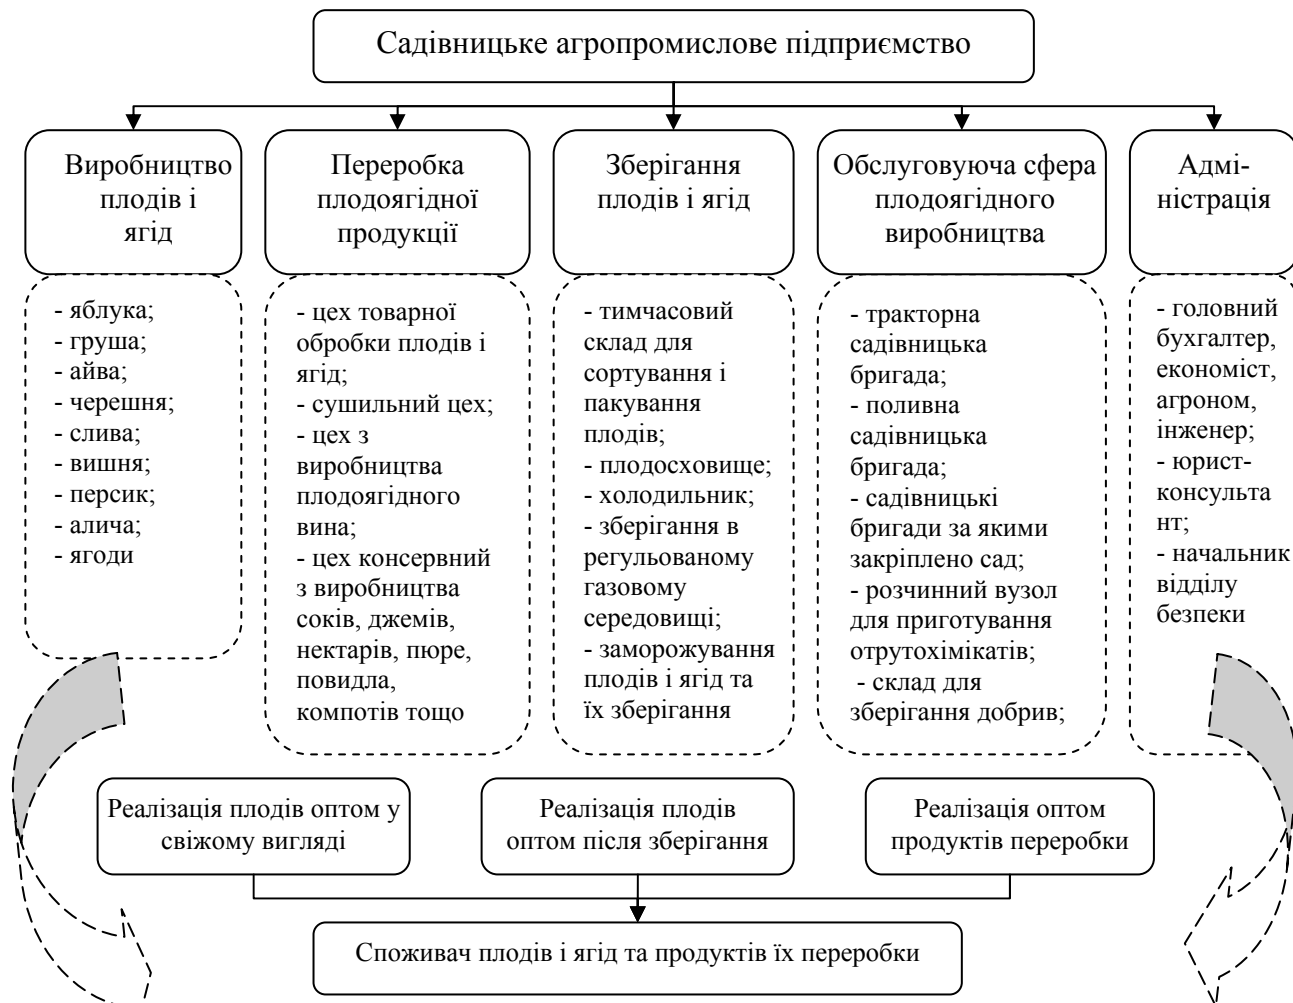 Садівницьке агропромислове підприємство
Виробництво
плодів і
ягід
Переробка
плодоягідної
продукції
Зберігання
плодів і ягід
Обслуговуюча сфера
плодоягідного
виробництва
Адмі-
ністрація
- яблука;
- груша;
- айва;
- черешня;
- слива;
- вишня;
- персик;
- алича;
- ягоди
- цех товарної
обробки плодів і
ягід;
- сушильний цех;
- цех з
виробництва
плодоягідного
вина;
- цех консервний
з виробництва
соків, джемів,
нектарів, пюре,
повидла,
компотів тощо
- тимчасовий
склад для
сортування і
пакування
плодів;
- плодосховище;
- холодильник;
- зберігання в
регульованому
газовому
середовищі;
- заморожування
плодів і ягід та
їх зберігання
- тракторна
садівницька
бригада;
- поливна
садівницька
бригада;
- садівницькі
бригади за якими
закріплено сад;
- розчинний вузол
для приготування
отрутохімікатів;
- склад для
зберігання добрив;
- головний
бухгалтер,
економіст,
агроном,
інженер;
- юрист-
консульта
нт;
- начальник
відділу
безпеки
Реалізація плодів оптом у
свіжому вигляді
Реалізація плодів
оптом після зберігання
Реалізація оптом
продуктів переробки
Споживач плодів і ягід та продуктів їх переробки